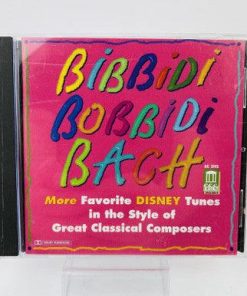 BiBBiDi
BOBBiDi
BACH
More Favorite DISNEY Tunes
in the Style of
Great Classical Composers